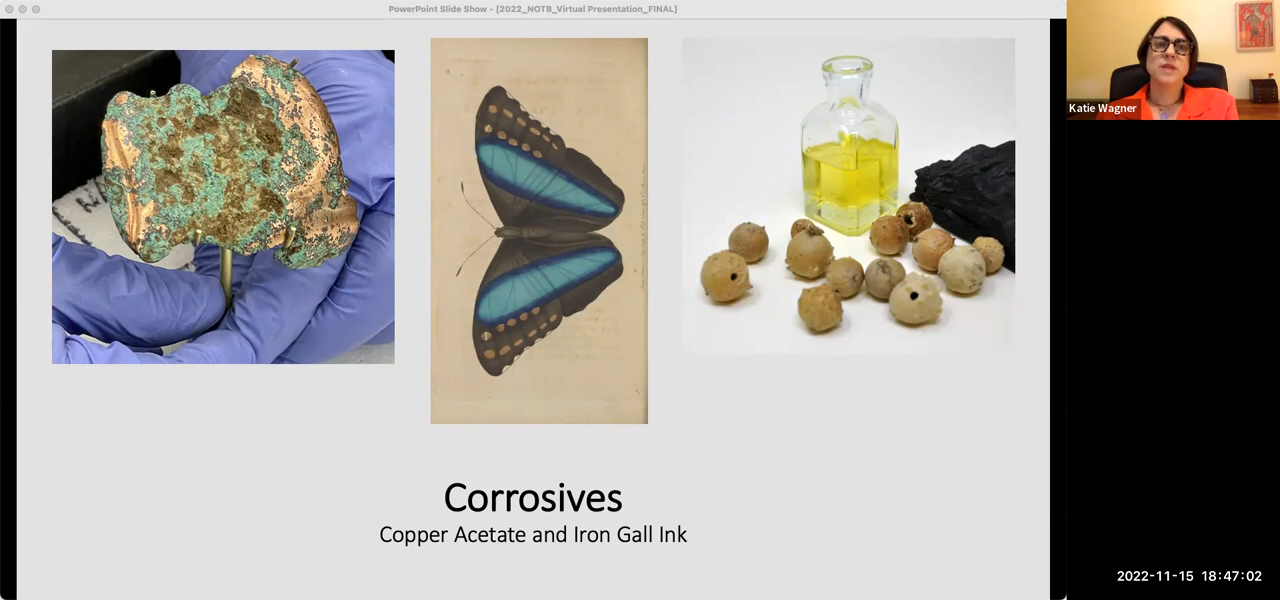 PowerPoint Slide Show - [2022_NOTB_Virtual Presentation_FINAL]
Katie Wagner
Corrosives
Copper Acetate and Iron Gall Ink
2022-11-15 18:47:02